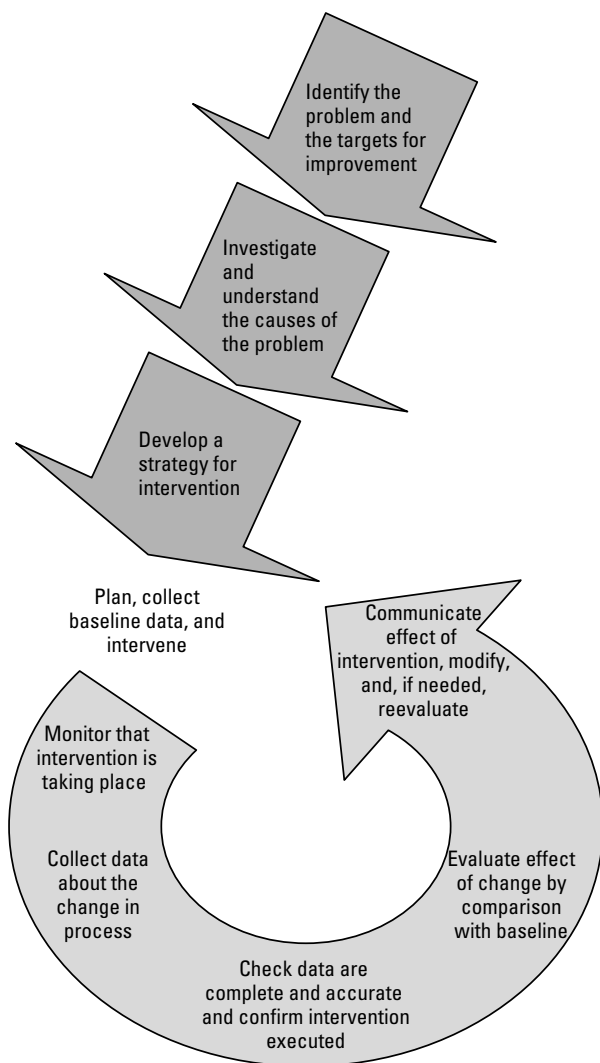 Identify the
problem and
the targets for
improvement
Investigate
and
understand
the causes of
the problem
Develop a
strategy for
intervention
Plan, collect
baseline data, and
intervene
Monitor that
intervention is
taking place
Collect data
about the
change in
process
Check data are
complete and accurate
and confirm intervention
executed
Evaluate effect
of change by
comparison
with baseline
Communicate
effect of
intervention, modify,
and, if needed,
reevaluate